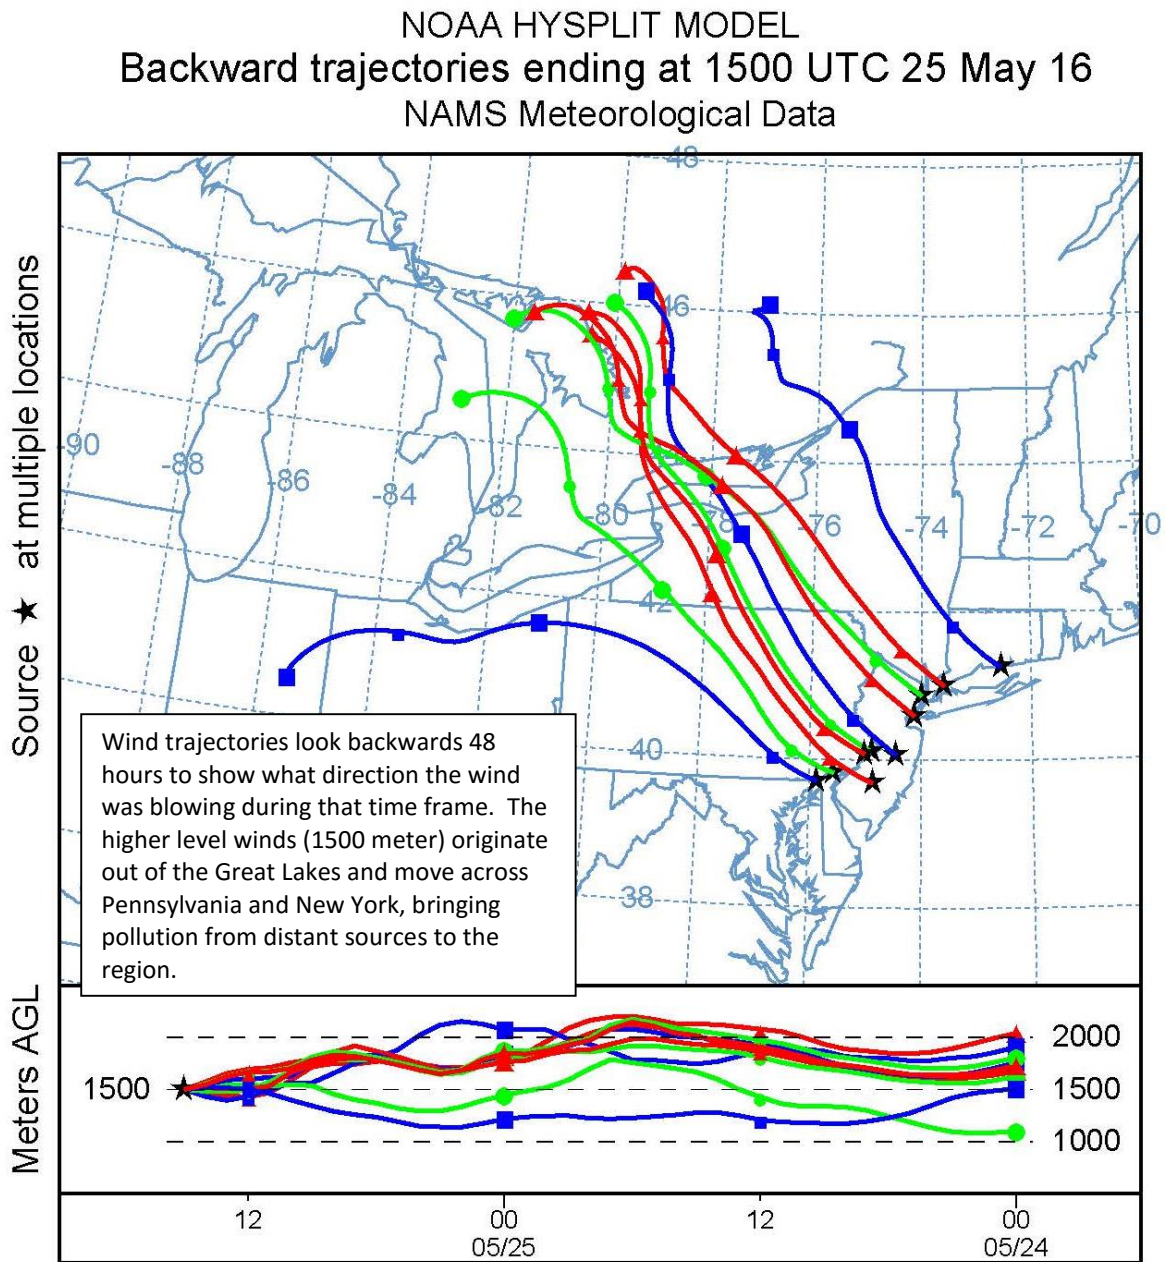 NOAA HYSPLIT MODEL
Backward trajectories ending at 1500 UTC 25 May 16
NAMS Meteorological Data
Source ★ at multiple locations
48
46
-90
-88
-86
-84
-82
-80
-78
-76
-74
-72
-70
42
40
38
Wind trajectories look backwards 48
hours to show what direction the wind
was blowing during that time frame. The
higher level winds (1500 meter) originate
out of the Great Lakes and move across
Pennsylvania and New York, bringing
pollution from distant sources to the
region.
Meters AGL
1500
2000
1500
1000
12 00 12 00
05/25 05/24